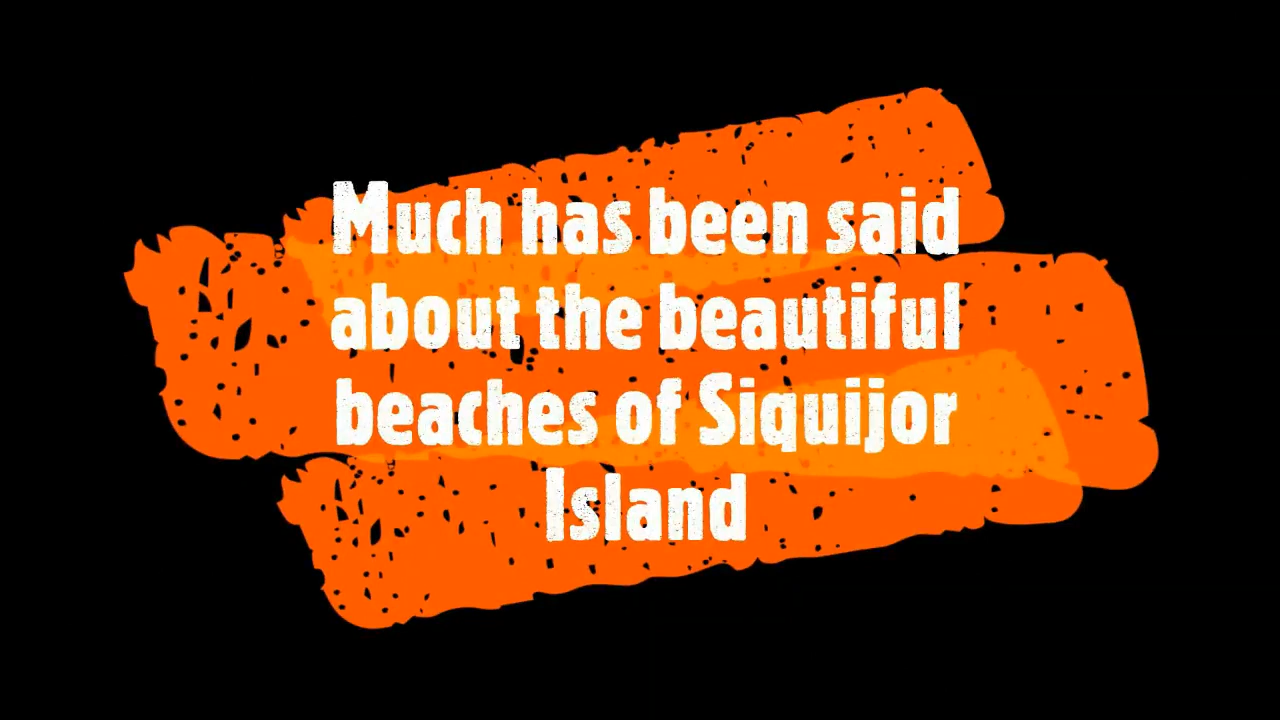 Much has been said
about the beautiful
beaches of Siquijor
Island